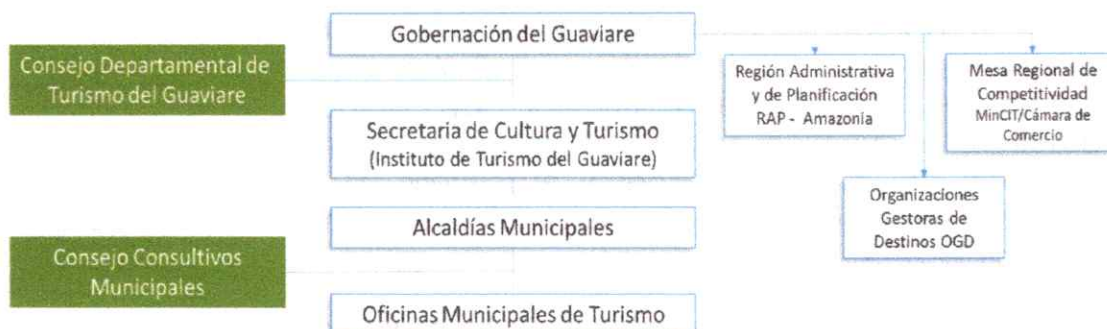 Gobernación del Guaviare
Consejo Departamental de
Turismo del Guaviare
Región Administrativa
y de Planificación
RAP - Amazonia
Mesa Regional de
Competitividad
MinCIT/Cámara de
Comercio
Secretaria de Cultura y Turismo
(Instituto de Turismo del Guaviare)
Organizaciones
Gestoras de
Destinos OGD
Alcaldías Municipales
Consejo Consultivos
Municipales
Oficinas Municipales de Turismo